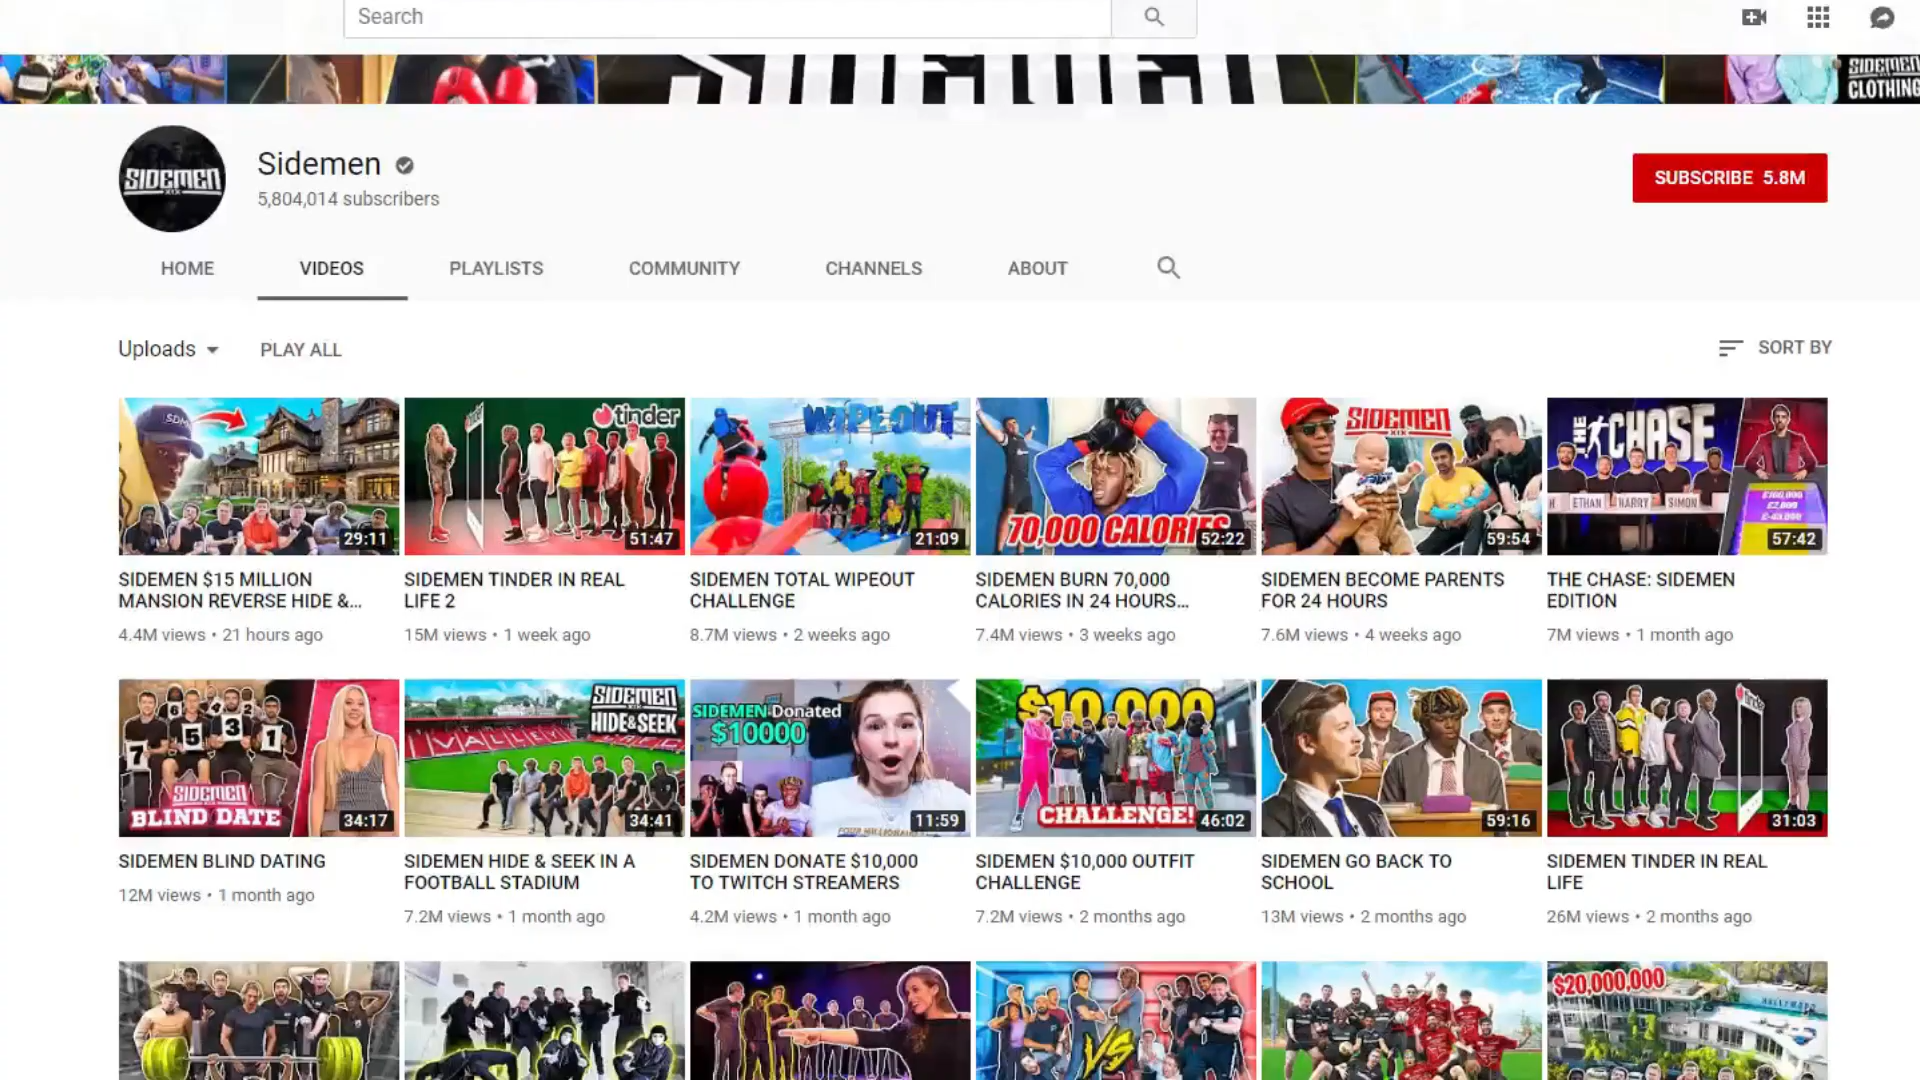 Search
SIDEMEN
SIDEMEN
CLOTHING
SIDEMEN
Sidemen
5,804,014 subscribers
SUBSCRIBE 5.8M
HOME
VIDEOS
PLAYLISTS
COMMUNITY
CHANNELS
ABOUT
Uploads
PLAY ALL
SORT BY
29:11
tinder
51:47
WIPEOUT
21:09
70,000 CALORIES
52:22
SIDEMEN
59:54
THE CHASE
ETHAN HARRY SIMON
57:42
SIDEMEN $15 MILLION
MANSION REVERSE HIDE &...
4.4M views • 21 hours ago
SIDEMEN TINDER IN REAL
LIFE 2
15M views • 1 week ago
SIDEMEN TOTAL WIPEOUT
CHALLENGE
8.7M views • 2 weeks ago
SIDEMEN BURN 70,000
CALORIES IN 24 HOURS...
7.4M views • 3 weeks ago
SIDEMEN BECOME PARENTS
FOR 24 HOURS
7.6M views • 4 weeks ago
THE CHASE: SIDEMEN
EDITION
7M views • 1 month ago
6 4 2
7 5 3 1
SIDEMEN
BLIND DATE
34:17
SIDEMEN
HIDE&SEEK
VALLEY
34:41
SIDEMEN Donated
$10000
11:59
$10,000
CHALLENGE!
46:02
59:16
31:03
SIDEMEN BLIND DATING
12M views • 1 month ago
SIDEMEN HIDE & SEEK IN A
FOOTBALL STADIUM
7.2M views • 1 month ago
SIDEMEN DONATE $10,000
TO TWITCH STREAMERS
4.2M views • 1 month ago
SIDEMEN $10,000 OUTFIT
CHALLENGE
7.2M views • 2 months ago
SIDEMEN GO BACK TO
SCHOOL
13M views • 2 months ago
SIDEMEN TINDER IN REAL
LIFE
26M views • 2 months ago
VS
$20,000,000